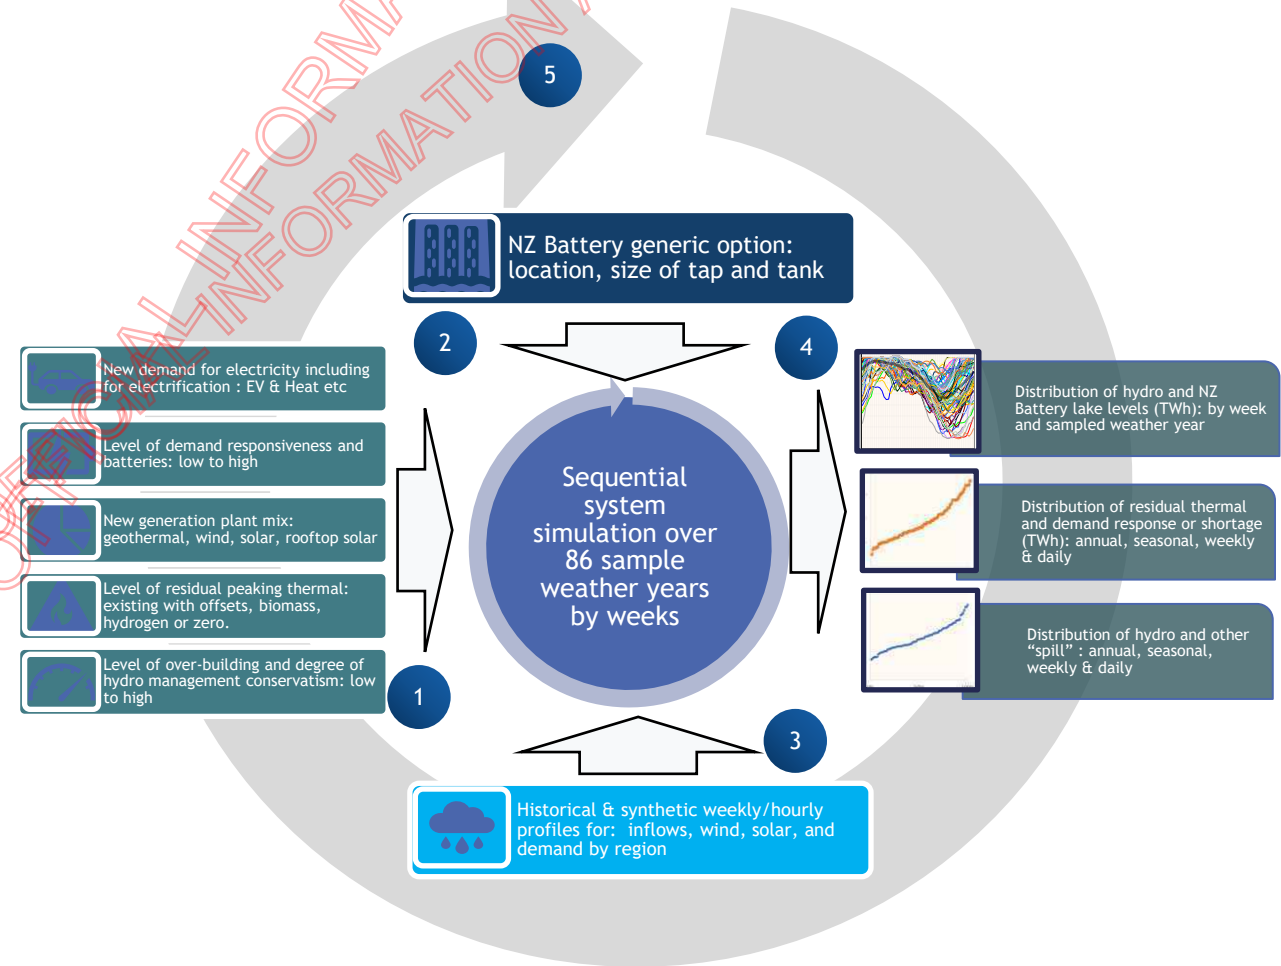 5
NZ Battery generic option:
location, size of tap and tank
2
4
New demand for electricity including
for electrification : EV & Heat etc
Level of demand responsiveness and
batteries: low to high
New generation plant mix:
geothermal, wind, solar, rooftop solar
Level of residual peaking thermal:
existing with offsets, biomass,
hydrogen or zero.
Level of over-building and degree of
hydro management conservatism: low
to high
1
Sequential
system
simulation over
86 sample
weather years
by weeks
Distribution of hydro and NZ
Battery lake levels (TWh): by week
and sampled weather year
Distribution of residual thermal
and demand response or shortage
(TWh): annual, seasonal, weekly
& daily
Distribution of hydro and other
“spill” : annual, seasonal,
weekly & daily
3
Historical & synthetic weekly/hourly
profiles for:  inflows, wind, solar, and
demand by region
OFFICIAL
OFFICIAL INFORMATION